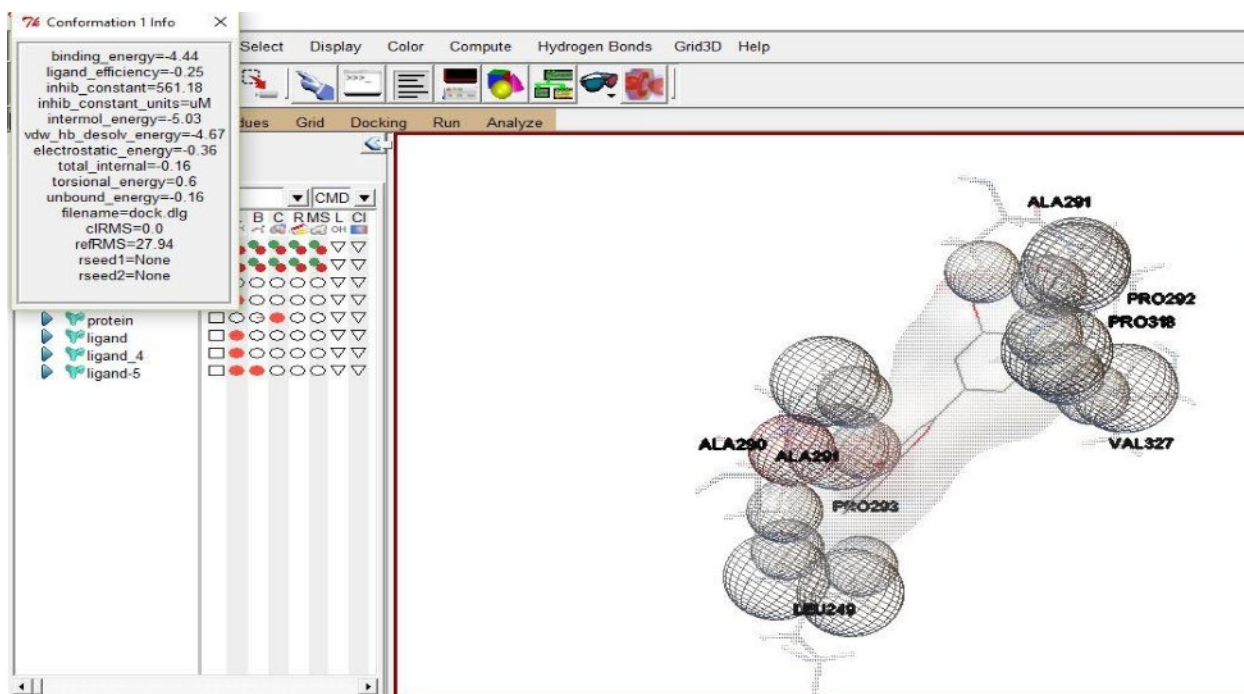 Conformation 1 Info
binding_energy=-4.44
ligand_efficiency=-0.25
inhib_constant=561.18
inhib_constant_units=uM
intermol_energy=-5.03
vdw_hb_desolv_energy=-4.67
electrostatic_energy=-0.36
total_internal=-0.16
torsional_energy=0.6
unbound_energy=-0.16
filename=dock.dlg
clRMS=0.0
refRMS=27.94
rseed1=None
rseed2=None
Select Display Color Compute Hydrogen Bonds Grid3D Help
Grid Docking Run Analyze
CMD
B C R MS L Cl
protein
ligand
ligand_4
ligand-5
ALA291
PRO292
PRO318
VAL327
ALA290
ALA291
PRO293
LEU249